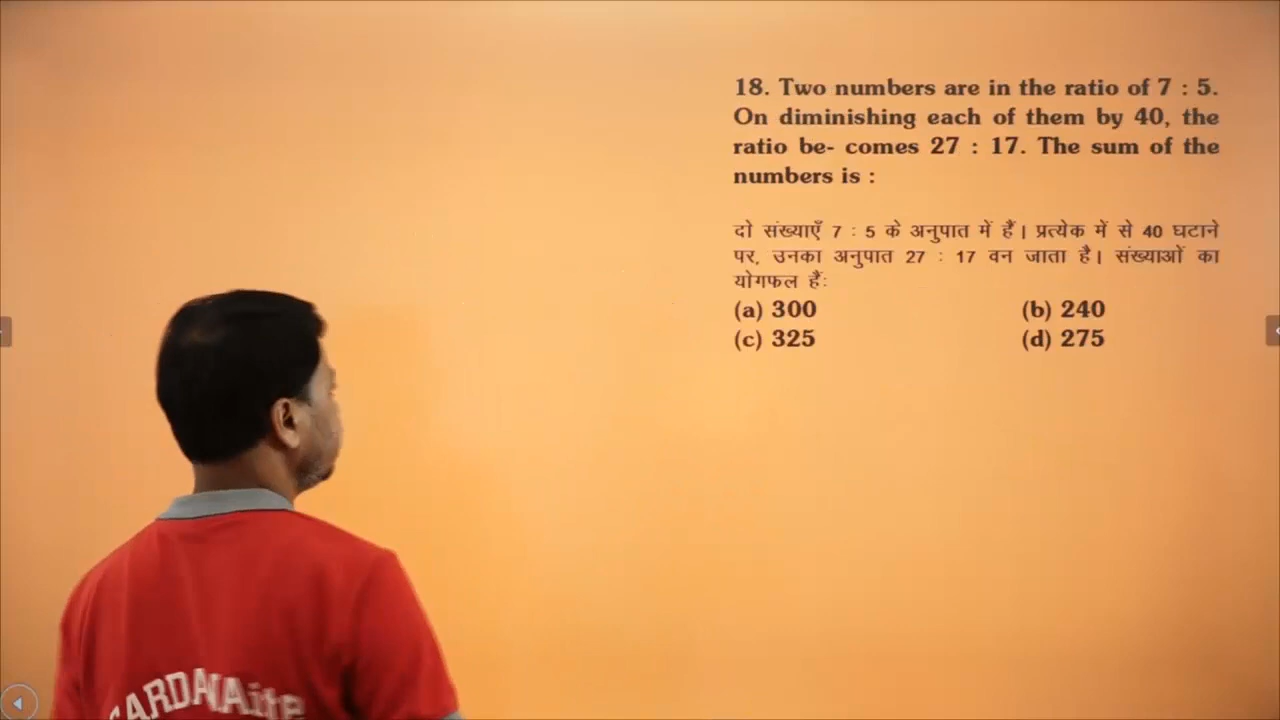 18. Two numbers are in the ratio of 7 : 5.
On diminishing each of them by 40, the
ratio be- comes 27 : 17. The sum of the
numbers is :
दो संख्याएँ 7 : 5 के अनुपात में हैं। प्रत्येक में से 40 घटाने
पर, उनका अनुपात 27 : 17 वन जाता है। संख्याओं का
योगफल हैंः
(a) 300 (b) 240
(c) 325 (d) 275